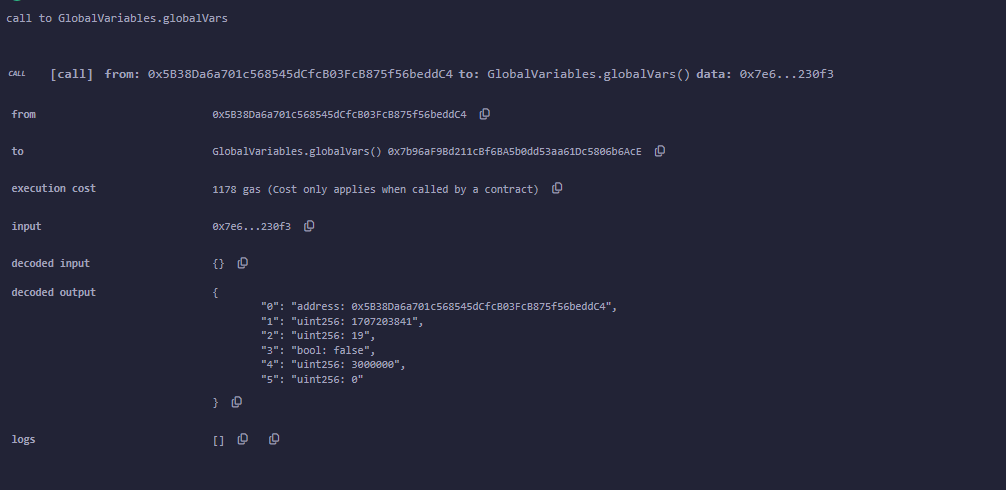 call to GlobalVariables.globalVars
CALL [call] from: 0x5B38Da6a701c568545dCfcB03FcB875f56beddC4 to: GlobalVariables.globalVars() data: 0x7e6...230f3
from 0x5B38Da6a701c568545dCfcB03FcB875f56beddC4
to GlobalVariables.globalVars() 0x7b96aF9Bd211cBf6BA5b0dd53aa61Dc5806b6AcE
execution cost 1178 gas (Cost only applies when called by a contract)
input 0x7e6...230f3
decoded input {}
decoded output {
"0": "address: 0x5B38Da6a701c568545dCfcB03FcB875f56beddC4",
"1": "uint256: 1707203841",
"2": "uint256: 19",
"3": "bool: false",
"4": "uint256: 3000000",
"5": "uint256: 0"
}
logs []